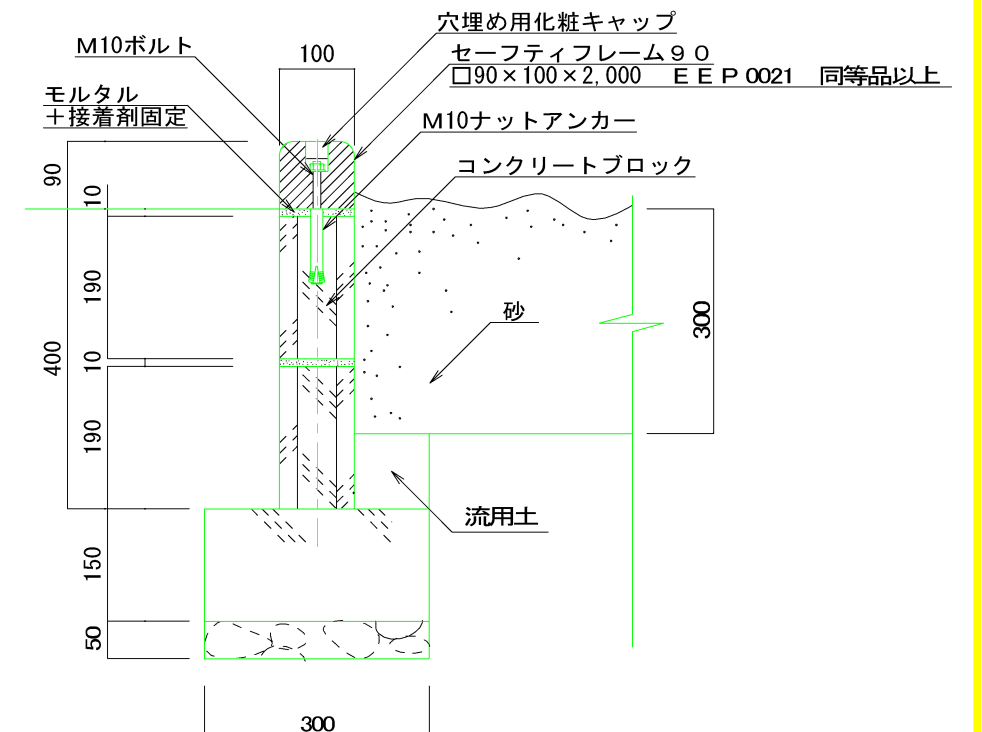 穴埋め用化粧キャップ
M10ボルト
100
セーフティフレーム90
□90×100×2,000 EEP0021 同等品以上
モルタル
+接着剤固定
M10ナットアンカー
コンクリートブロック
90
10
190
砂
300
10
400
190
流用土
150
50
300